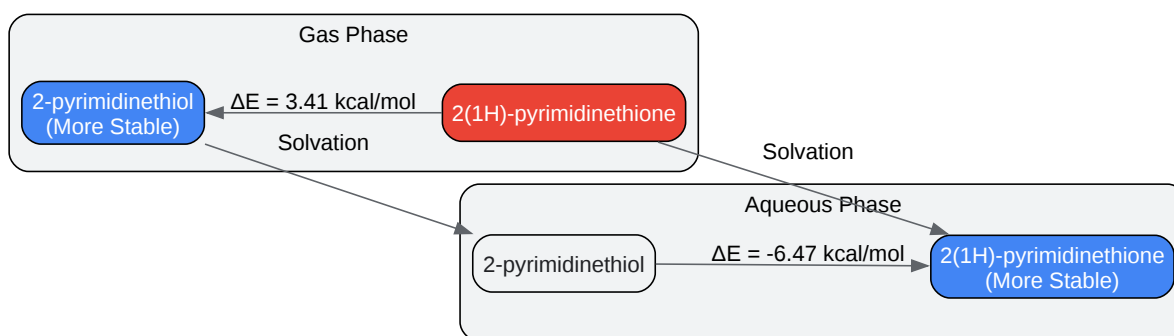 Gas Phase
2-pyrimidinethiol
(More Stable)
ΔE = 3.41 kcal/mol
2(1H)-pyrimidinethione
Solvation
Solvation
Aqueous Phase
2-pyrimidinethiol
ΔE = -6.47 kcal/mol
2(1H)-pyrimidinethione
(More Stable)